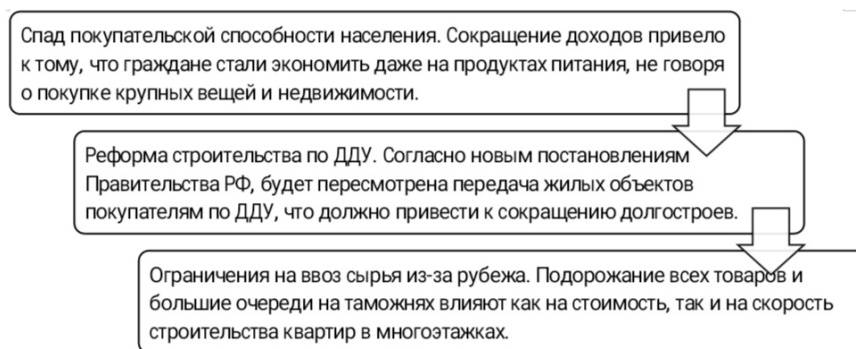 Спад покупательской способности населения. Сокращение доходов привело
к тому, что граждане стали экономить даже на продуктах питания, не говоря
о покупке крупных вещей и недвижимости.
Реформа строительства по ДДУ. Согласно новым постановлениям
Правительства РФ, будет пересмотрена передача жилых объектов
покупателям по ДДУ, что должно привести к сокращению долгостроев.
Ограничения на ввоз сырья из-за рубежа. Подорожание всех товаров и
большие очереди на таможнях влияют как на стоимость, так и на скорость
строительства квартир в многоэтажках.